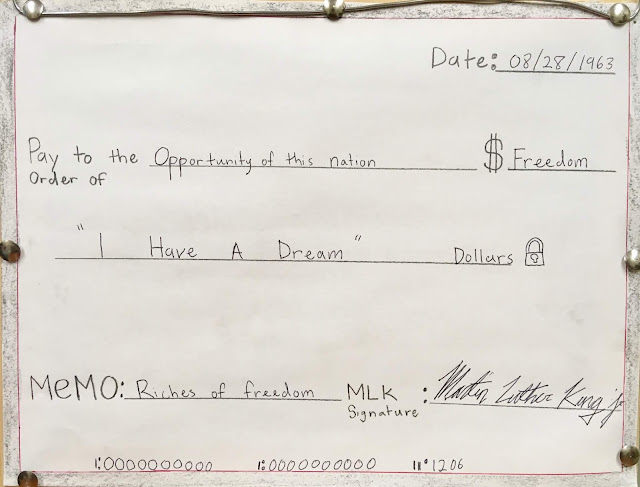 Date: 08/28/1963
Pay to the Order of Opportunity of this nation $ Freedom
"I Have A Dream" Dollars
MeMO: Riches of freedom MLK Signature : Martin Luther King Jr
⑆0000000000 ⑆0000000000 ⑈1206